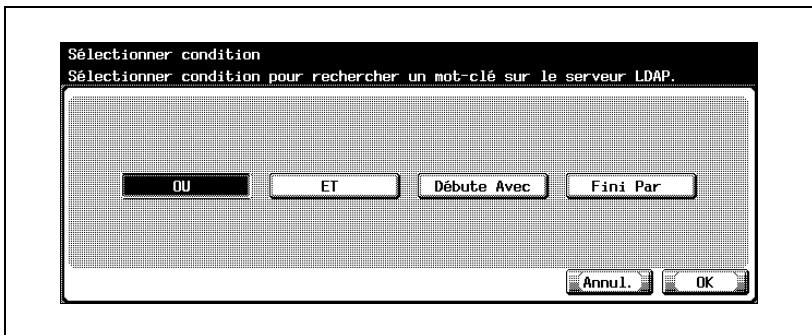 Sélectionner condition
Sélectionner condition pour rechercher un mot-clé sur le serveur LDAP.
OU ET Débute Avec Fini Par
Annul. OK